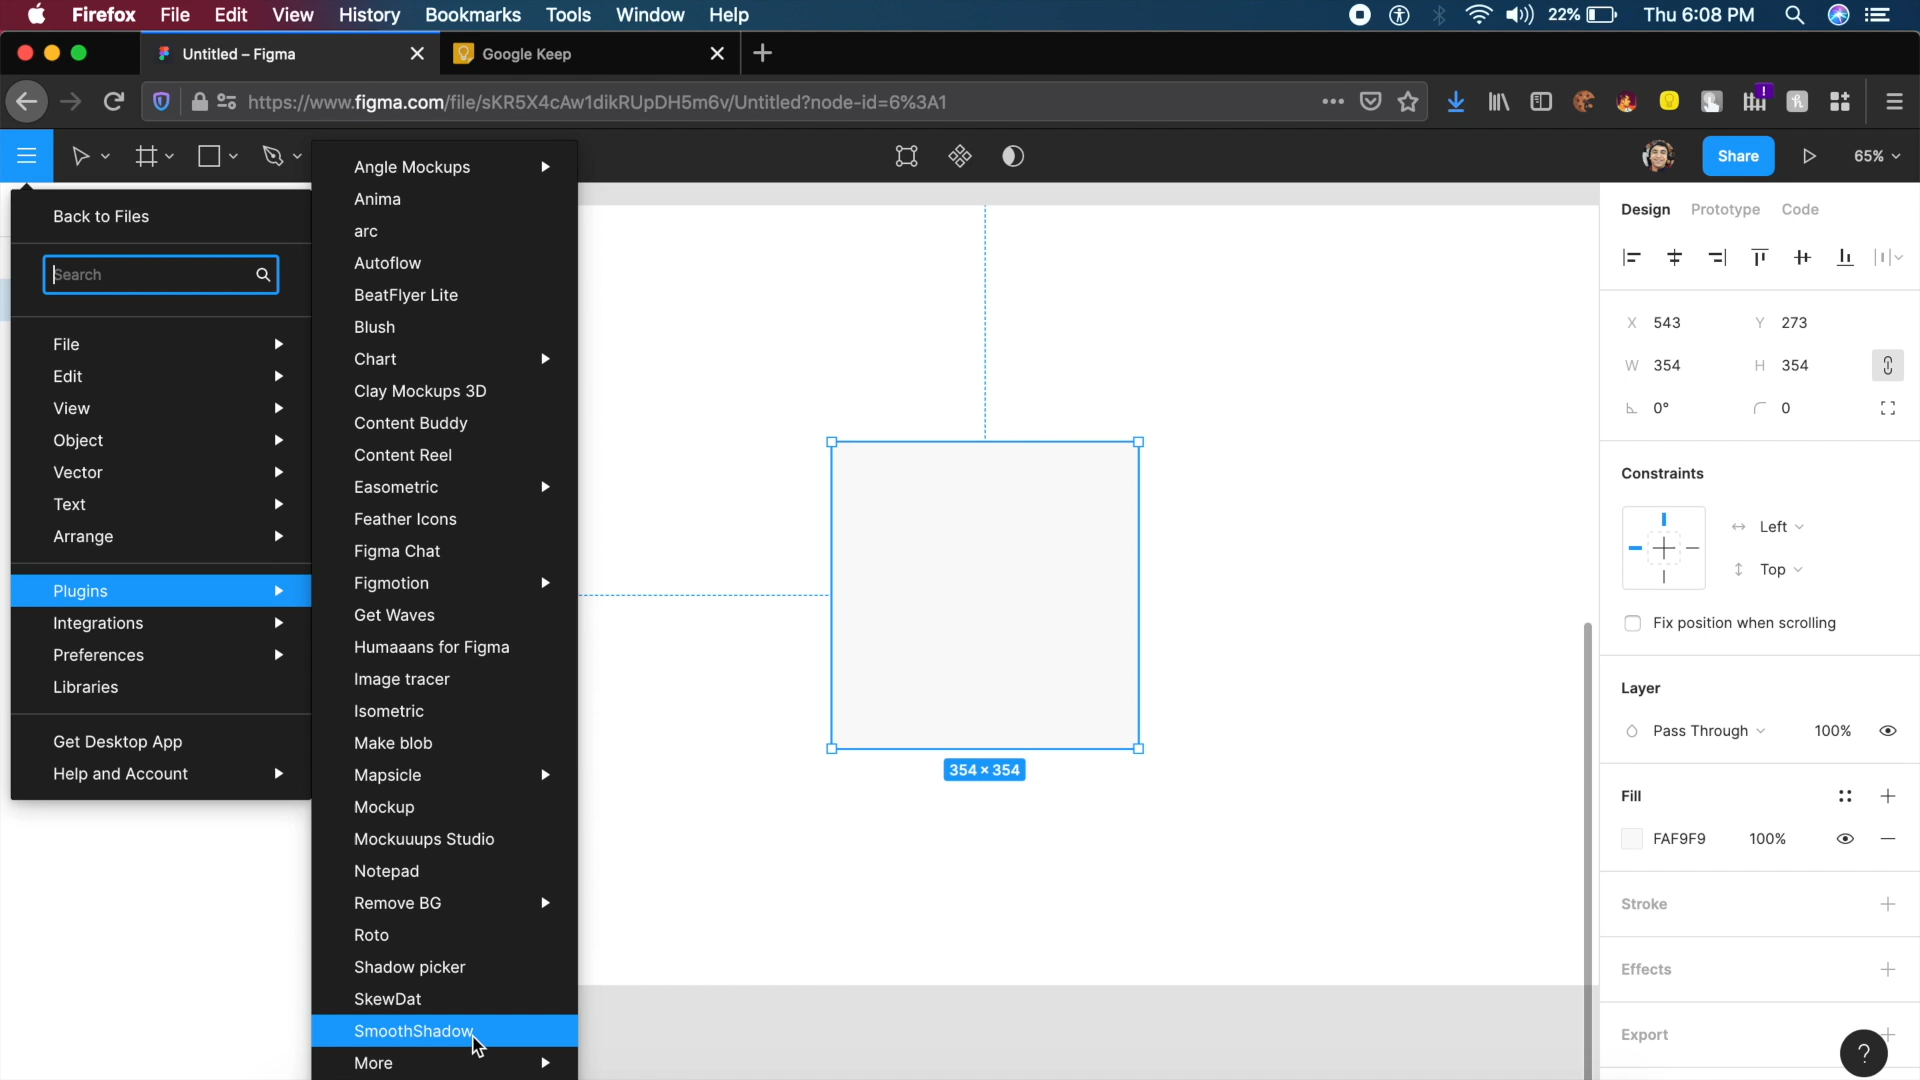 Firefox File Edit View History Bookmarks Tools Window Help 22% Thu 6:08 PM
Untitled – Figma
Google Keep
https://www.figma.com/file/sKR5X4cAw1dikRUpDH5m6v/Untitled?node-id=6%3A1
Share
65%
Back to Files
Search
File
Edit
View
Object
Vector
Text
Arrange
Plugins
Integrations
Preferences
Libraries
Get Desktop App
Help and Account
Angle Mockups
Anima
arc
Autoflow
BeatFlyer Lite
Blush
Chart
Clay Mockups 3D
Content Buddy
Content Reel
Easometric
Feather Icons
Figma Chat
Figmotion
Get Waves
Humaaans for Figma
Image tracer
Isometric
Make blob
Mapsicle
Mockup
Mockuuups Studio
Notepad
Remove BG
Roto
Shadow picker
SkewDat
SmoothShadow
More
354 × 354
Design Prototype Code
X 543 Y 273
W 354 H 354
0° 0
Constraints
Left
Top
Fix position when scrolling
Layer
Pass Through 100%
Fill
FAF9F9 100%
Stroke
Effects
Export
?